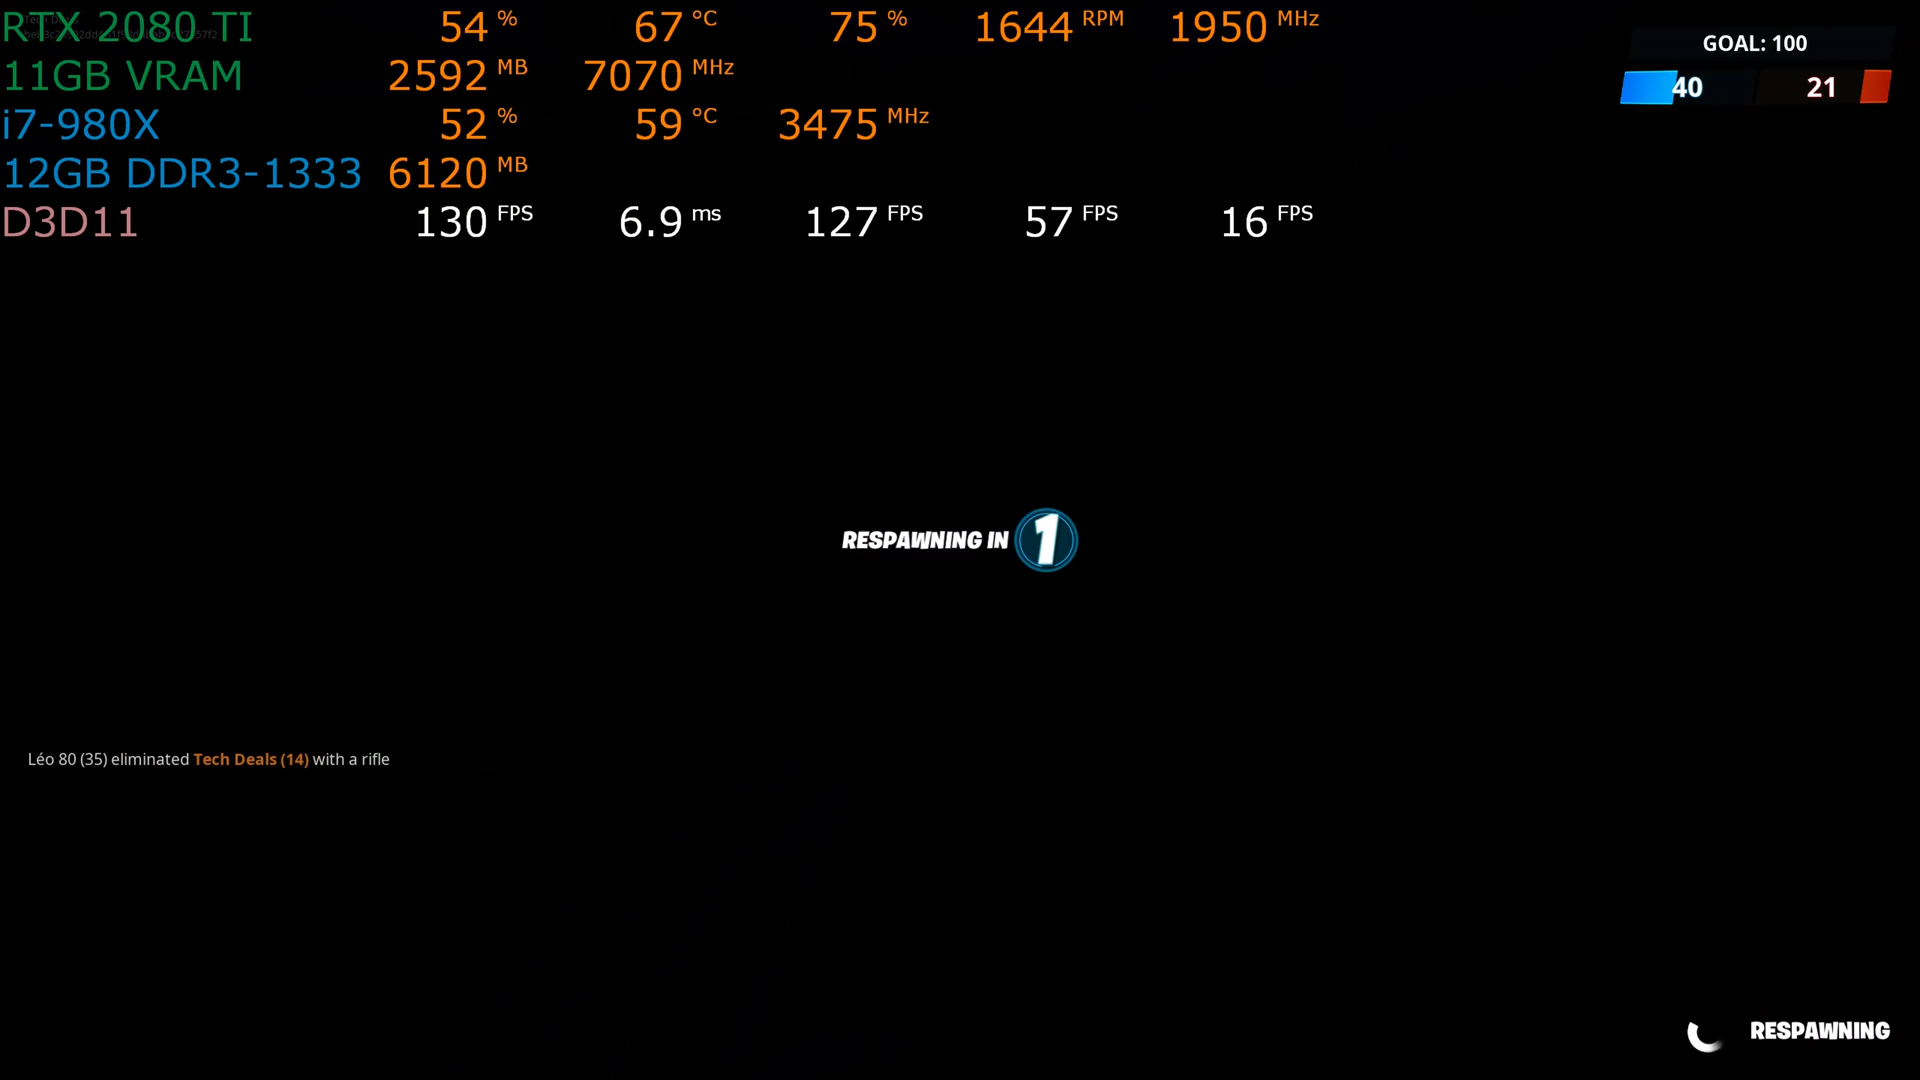 RTX 2080 TI 54 % 67 °C 75 % 1644 RPM 1950 MHz
11GB VRAM 2592 MB 7070 MHz
i7-980X 52 % 59 °C 3475 MHz
12GB DDR3-1333 6120 MB
D3D11 130 FPS 6.9 ms 127 FPS 57 FPS 16 FPS
GOAL: 100
40 21
RESPAWNING IN 1
Léo 80 (35) eliminated Tech Deals (14) with a rifle
RESPAWNING